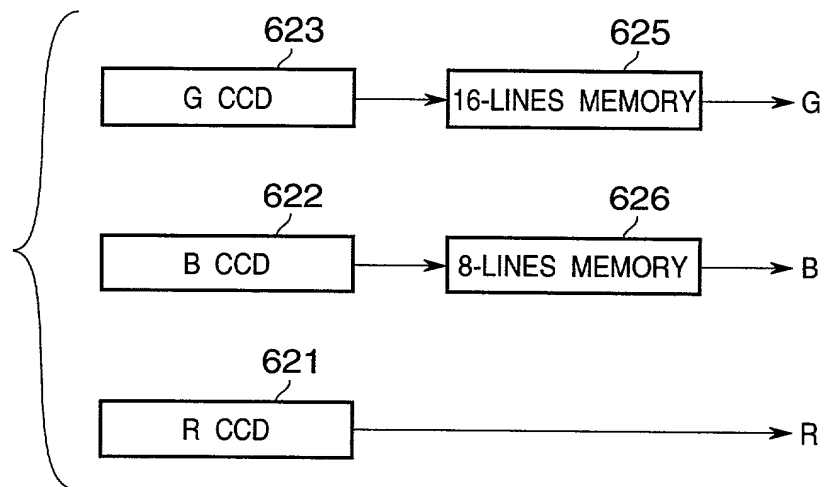 623
625
G CCD
16-LINES MEMORY
G
622
626
B CCD
8-LINES MEMORY
B
621
R CCD
R